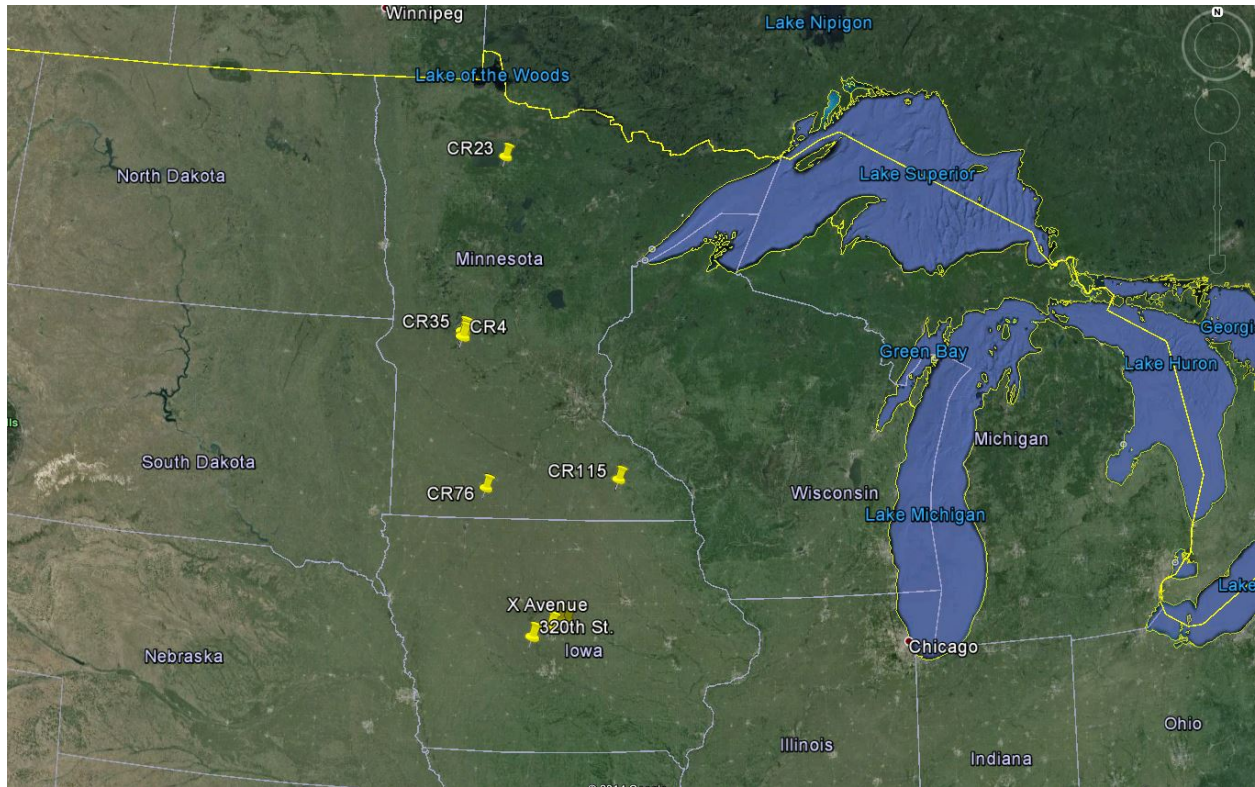 Winnipeg
Lake Nipigon
N
Lake of the Woods
CR23
North Dakota
Lake Superior
Minnesota
CR35
CR4
Georgi
Green Bay
Lake Huron
lls
Michigan
South Dakota
CR115
CR76
Wisconsin
Lake Michigan
Lake
X Avenue
320th St.
Iowa
Chicago
Nebraska
Ohio
Illinois
Indiana